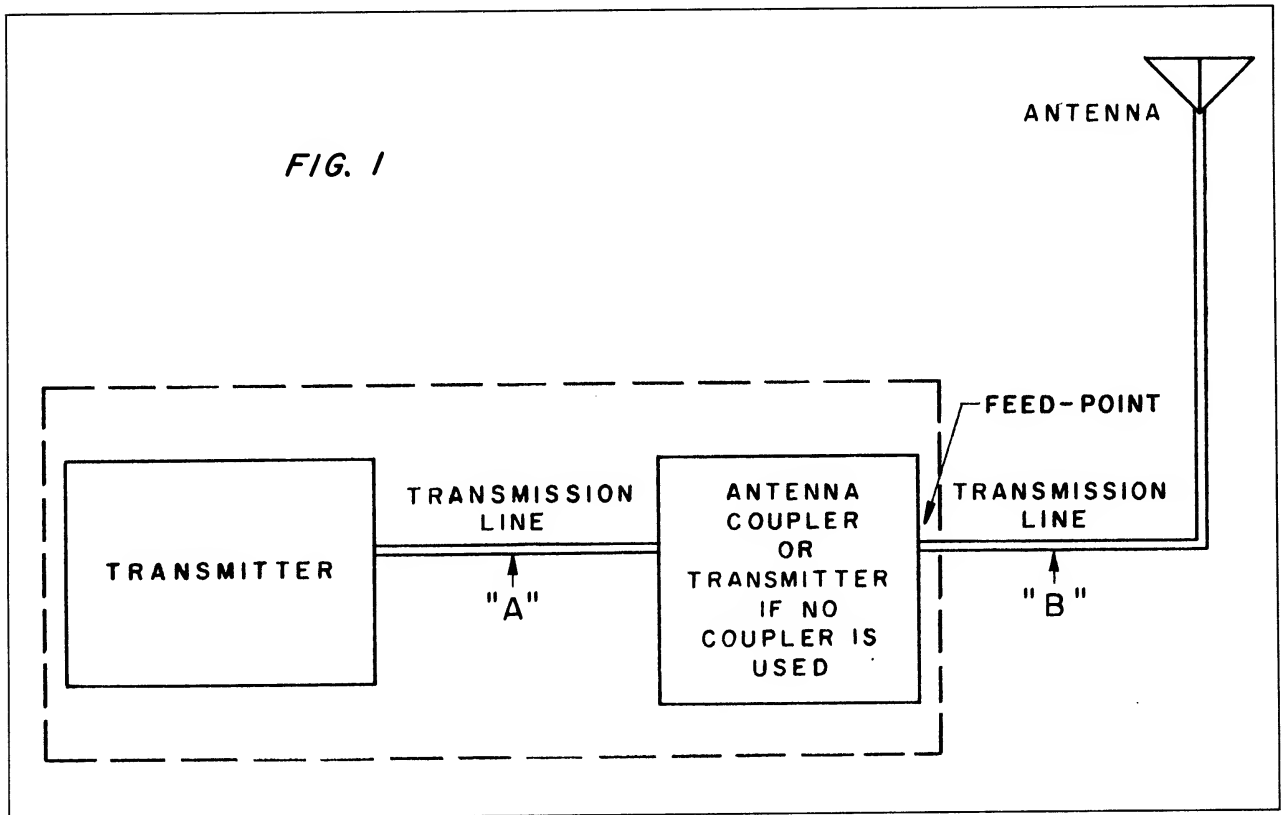 ANTENNA
FIG. 1
FEED-POINT
TRANSMISSION
LINE
ANTENNA
COUPLER
OR
TRANSMITTER
IF NO
COUPLER IS
USED
TRANSMISSION
LINE
TRANSMITTER
"A"
"B"